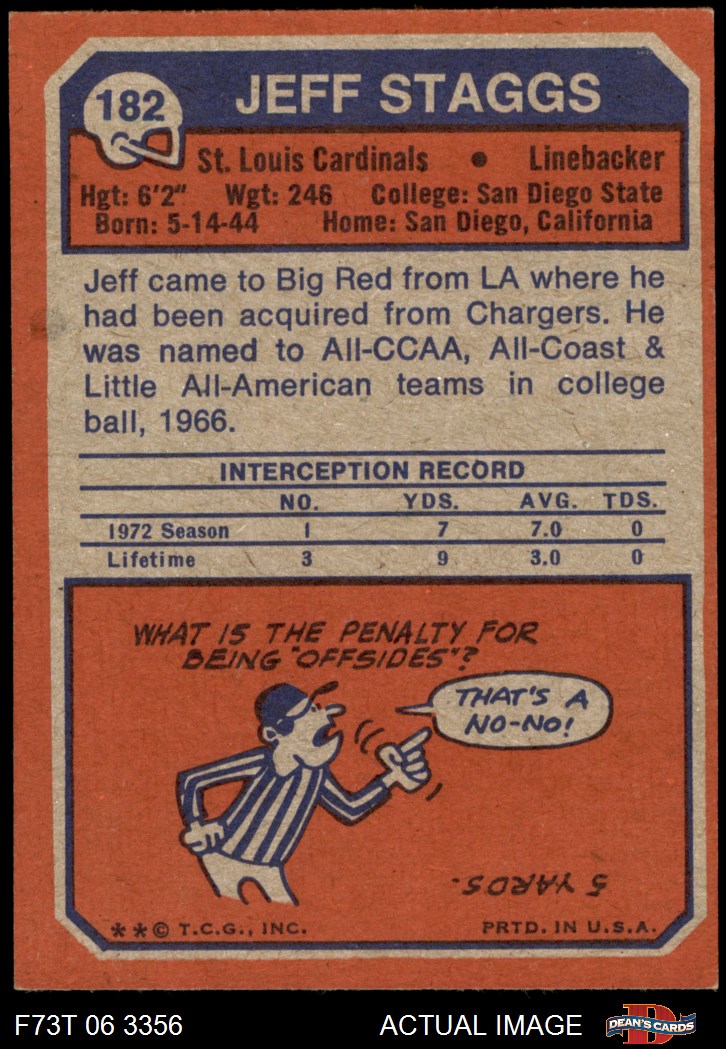 182
JEFF STAGGS
St. Louis Cardinals • Linebacker
Hgt: 6'2" Wgt: 246 College: San Diego State
Born: 5-14-44 Home: San Diego, California
Jeff came to Big Red from LA where he
had been acquired from Chargers. He
was named to All-CCAA, All-Coast &
Little All-American teams in college
ball, 1966.
INTERCEPTION RECORD
NO. YDS. AVG. TDS.
1972 Season 1 7 7.0 0
Lifetime 3 9 3.0 0
WHAT IS THE PENALTY FOR
BEING "OFFSIDES"?
THAT'S A
NO-NO!
5 YARDS.
**© T.C.G., INC. PRTD. IN U.S.A.
F73T 06 3356 ACTUAL IMAGE
D
DEAN'S CARDS